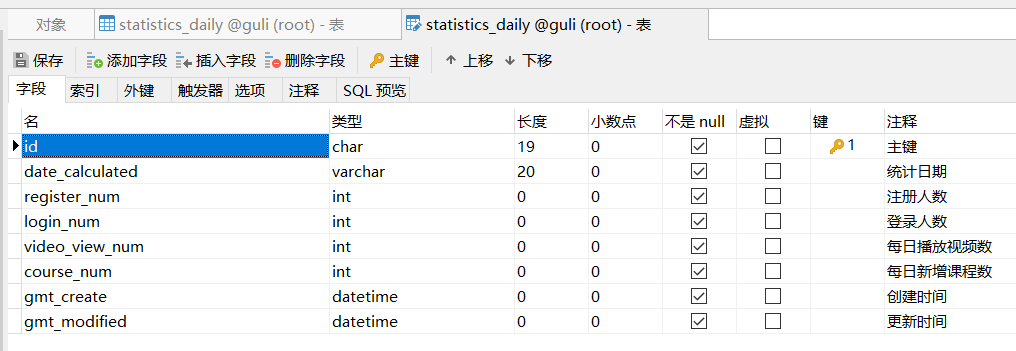 对象 statistics_daily @guli (root) - 表 statistics_daily @guli (root) - 表
保存 添加字段 插入字段 删除字段 主键 上移 下移
字段 索引 外键 触发器 选项 注释 SQL 预览
名 类型 长度 小数点 不是 null 虚拟 键 注释
id char 19 0 1 主键
date_calculated varchar 20 0 统计日期
register_num int 0 0 注册人数
login_num int 0 0 登录人数
video_view_num int 0 0 每日播放视频数
course_num int 0 0 每日新增课程数
gmt_create datetime 0 0 创建时间
gmt_modified datetime 0 0 更新时间